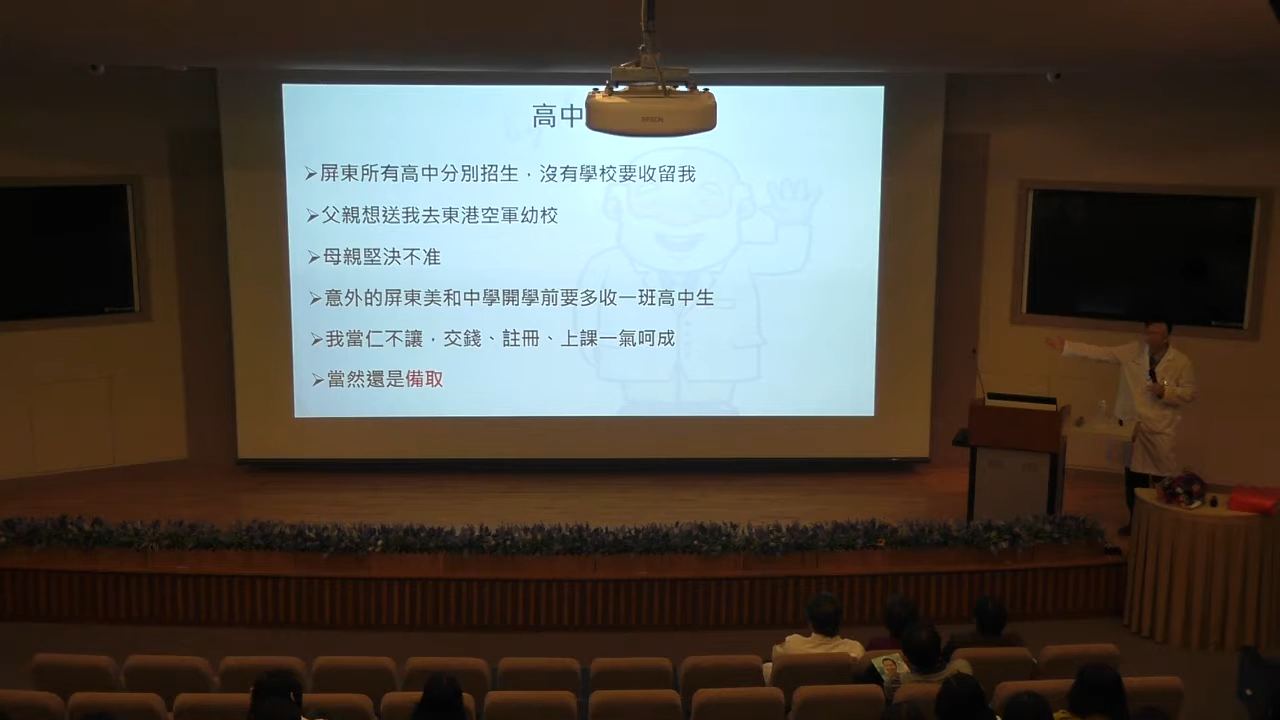 高中
EPSON
➢屏東所有高中分別招生，沒有學校要收留我
➢父親想送我去東港空軍幼校
➢母親堅決不准
➢意外的屏東美和中學開學前要多收一班高中生
➢我當仁不讓，交錢、註冊、上課一氣呵成
➢當然還是備取